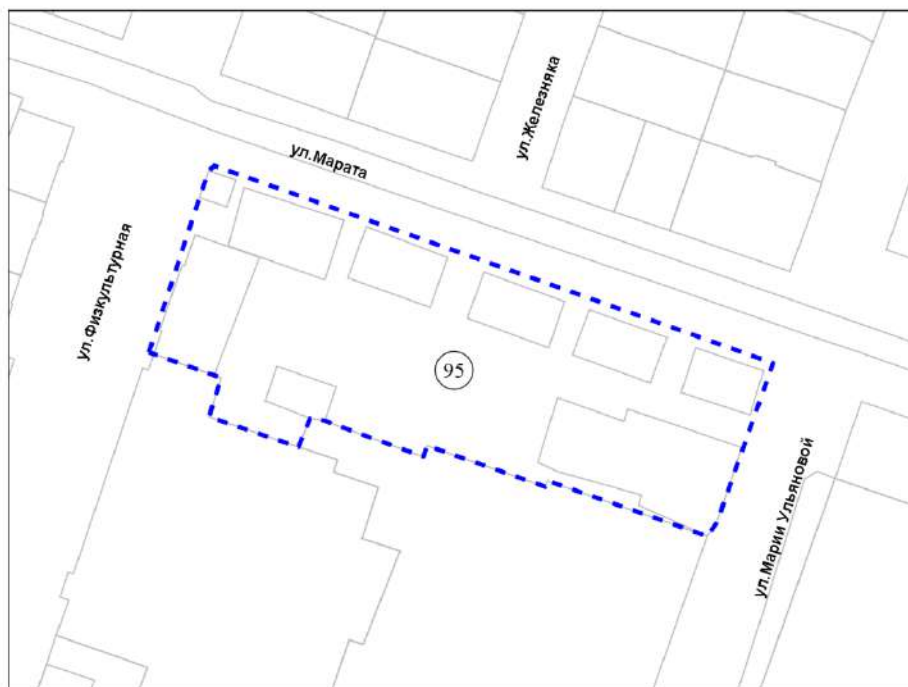 ул.Марата
ул.Железняка
ул.Физкультурная
95
ул.Марии Ульяновой